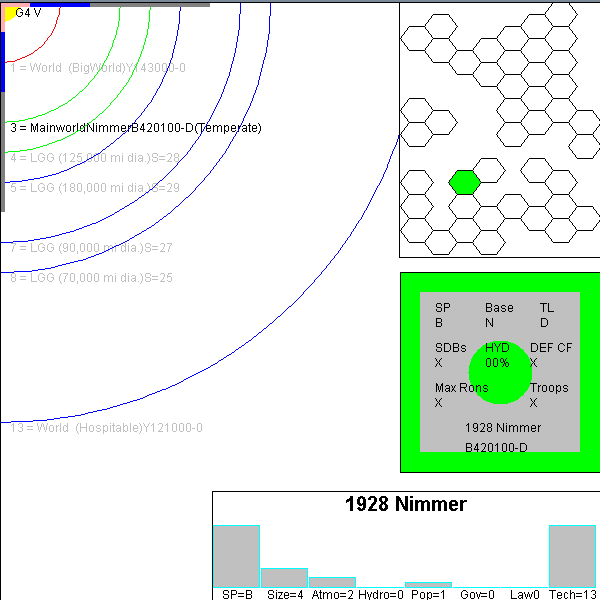 G4 V
1 = World (BigWorld)Y143000-0
3 = MainworldNimmerB420100-D(Temperate)
4 = LGG (125,000 mi dia.)S=28
5 = LGG (180,000 mi dia.)S=29
7 = LGG (90,000 mi dia.)S=27
8 = LGG (70,000 mi dia.)S=25
13 = World (Hospitable)Y121000-0
SP Base TL
B N D
SDBs HYD DEF CF
X 00% X
Max Rons Troops
X X
1928 Nimmer
B420100-D
1928 Nimmer
SP=B Size=4 Atmo=2 Hydro=0 Pop=1 Gov=0 Law0 Tech=13